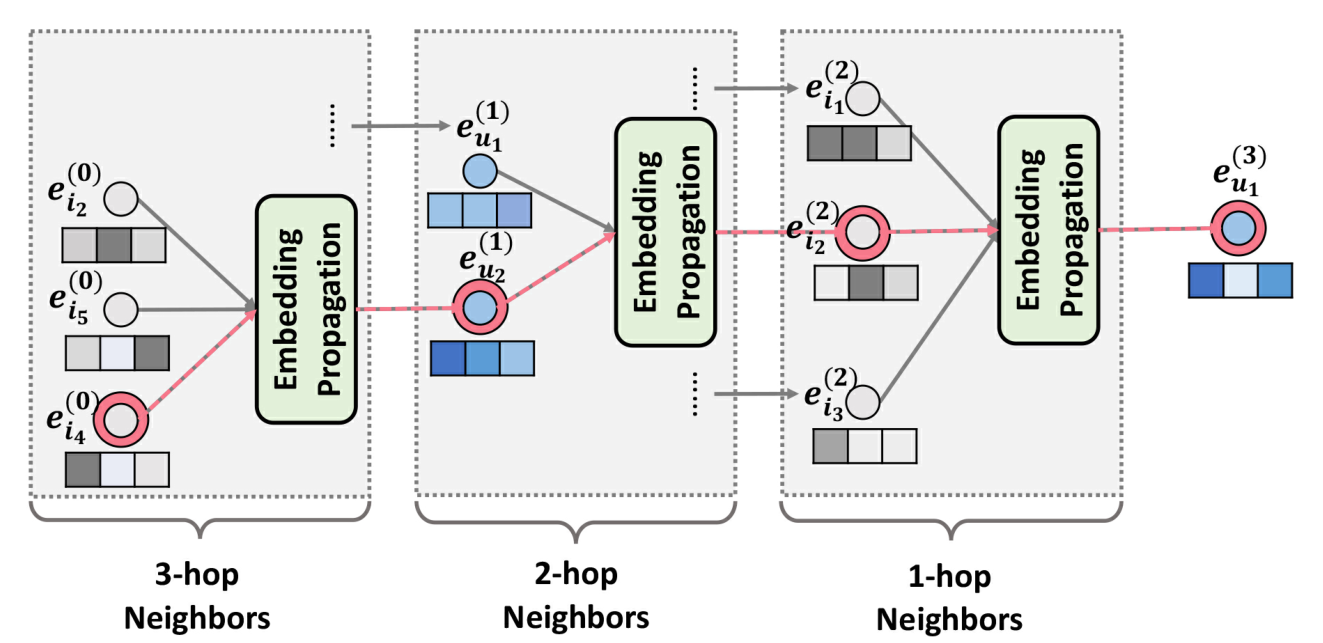 e_{i_2}^{(0)}
e_{i_5}^{(0)}
e_{i_4}^{(0)}
Embedding
Propagation
3-hop
Neighbors
e_{u_1}^{(1)}
e_{u_2}^{(1)}
Embedding
Propagation
2-hop
Neighbors
e_{i_1}^{(2)}
e_{i_2}^{(2)}
e_{i_3}^{(2)}
Embedding
Propagation
1-hop
Neighbors
e_{u_1}^{(3)}